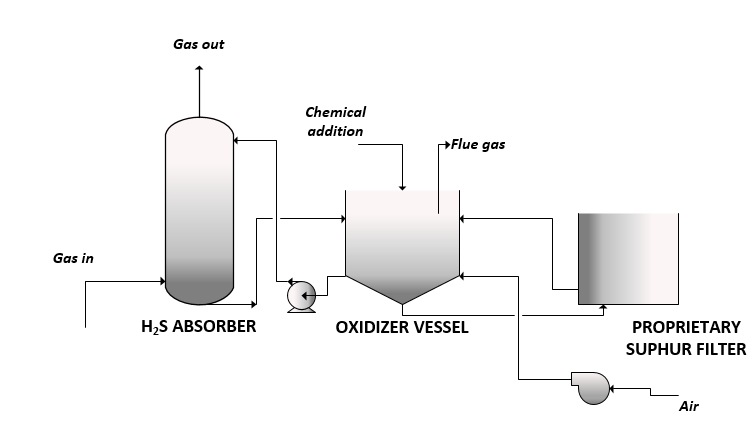 Gas out
Chemical
addition
Flue gas
Gas in
H₂S ABSORBER
OXIDIZER VESSEL
PROPRIETARY
SUPHUR FILTER
Air